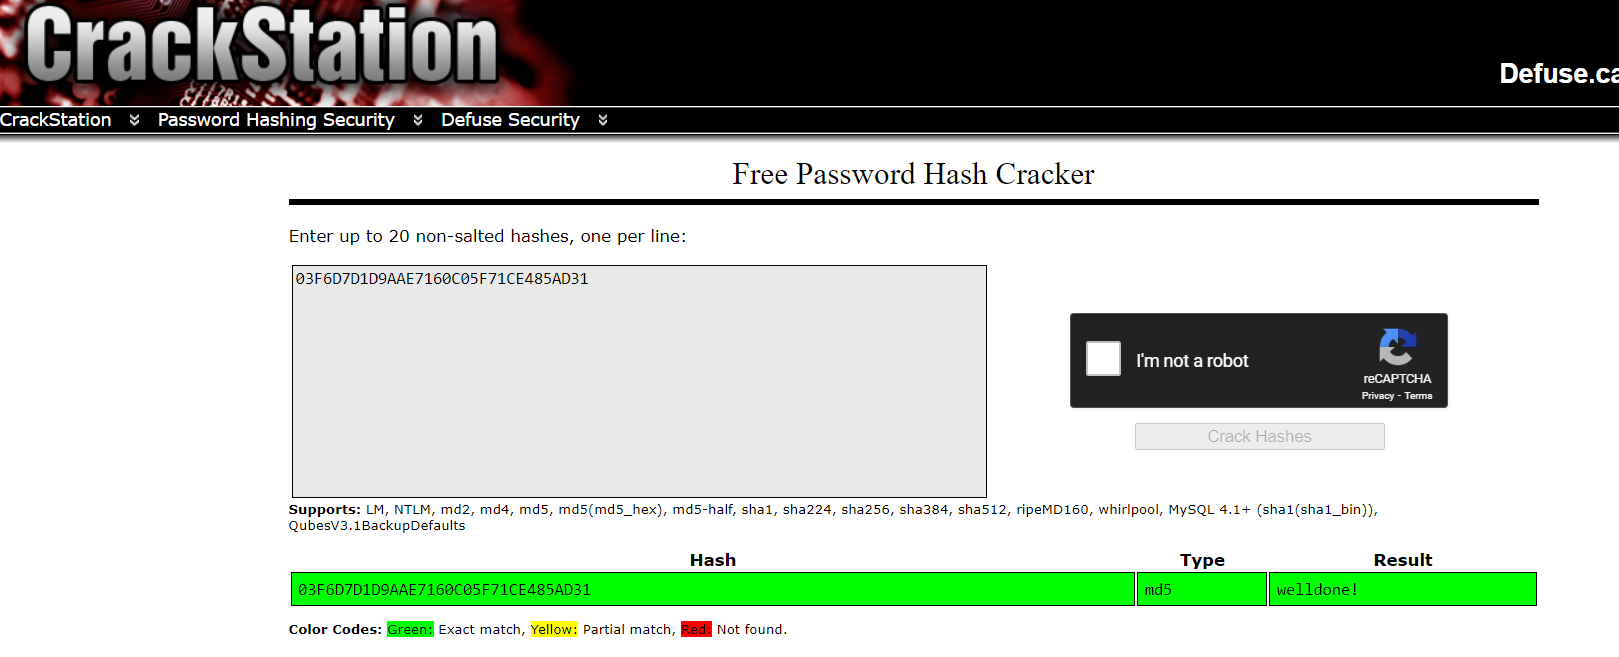 CrackStation
Defuse.ca
CrackStation Password Hashing Security Defuse Security
Free Password Hash Cracker
Enter up to 20 non-salted hashes, one per line:
03F6D7D1D9AAE7160C05F71CE485AD31
I'm not a robot
reCAPTCHA
Privacy - Terms
Crack Hashes
Supports: LM, NTLM, md2, md4, md5, md5(md5_hex), md5-half, sha1, sha224, sha256, sha384, sha512, ripeMD160, whirlpool, MySQL 4.1+ (sha1(sha1_bin)),
QubesV3.1BackupDefaults
Hash Type Result
03F6D7D1D9AAE7160C05F71CE485AD31 md5 welldone!
Color Codes: Green: Exact match, Yellow: Partial match, Red: Not found.